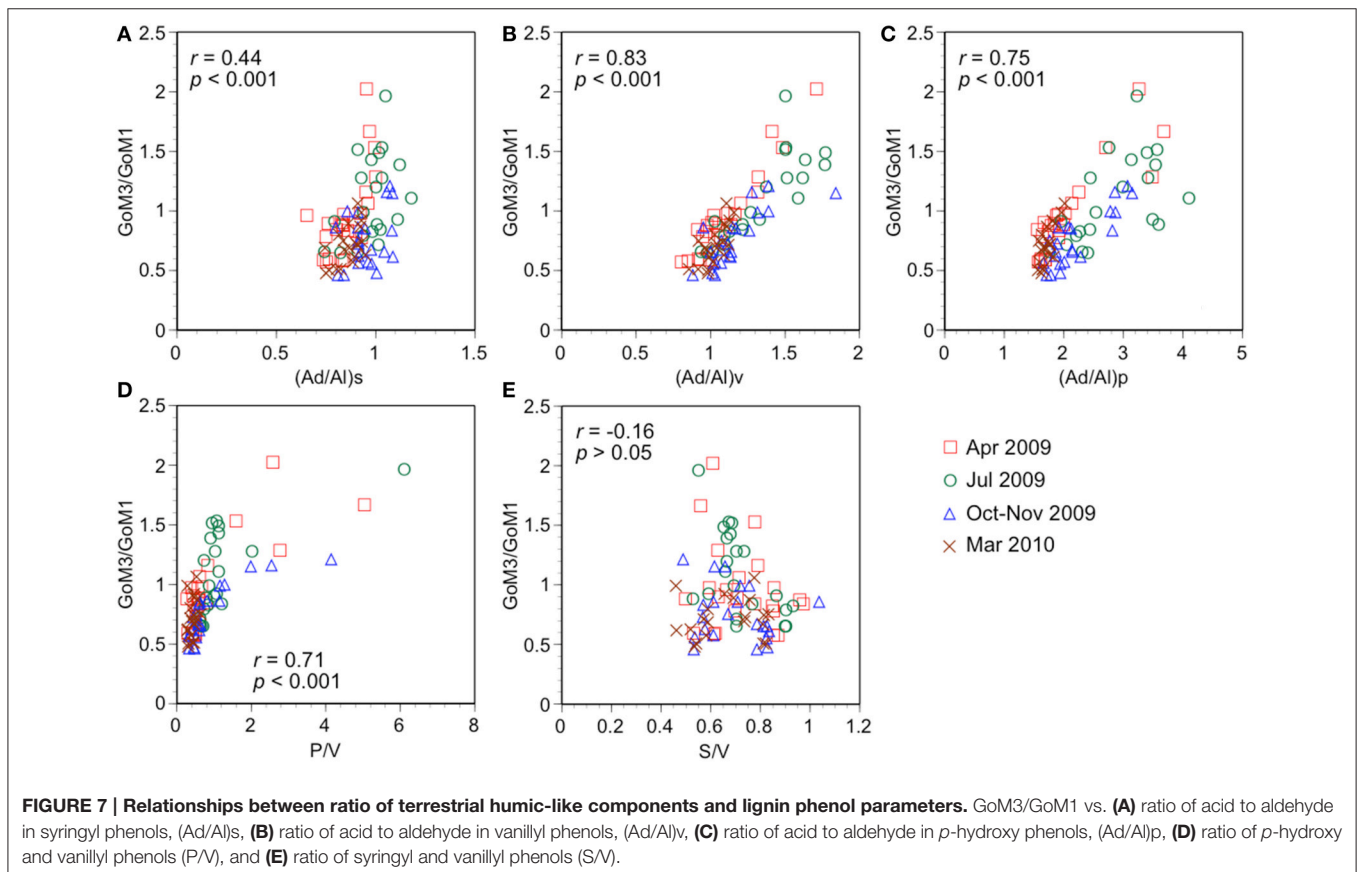 A
r = 0.44
p < 0.001
GoM3/GoM1
2.5
2
1.5
1
0.5
0
0 0.5 1 1.5
(Ad/Al)s
B
r = 0.83
p < 0.001
GoM3/GoM1
2.5
2
1.5
1
0.5
0
0 0.5 1 1.5 2
(Ad/Al)v
C
r = 0.75
p < 0.001
GoM3/GoM1
2.5
2
1.5
1
0.5
0
0 1 2 3 4 5
(Ad/Al)p
D
r = 0.71
p < 0.001
GoM3/GoM1
2.5
2
1.5
1
0.5
0
0 2 4 6 8
P/V
E
r = -0.16
p > 0.05
GoM3/GoM1
2.5
2
1.5
1
0.5
0
0 0.2 0.4 0.6 0.8 1 1.2
S/V
Apr 2009
Jul 2009
Oct-Nov 2009
Mar 2010
FIGURE 7 | Relationships between ratio of terrestrial humic-like components and lignin phenol parameters. GoM3/GoM1 vs. (A) ratio of acid to aldehyde
in syringyl phenols, (Ad/Al)s, (B) ratio of acid to aldehyde in vanillyl phenols, (Ad/Al)v, (C) ratio of acid to aldehyde in p-hydroxy phenols, (Ad/Al)p, (D) ratio of p-hydroxy
and vanillyl phenols (P/V), and (E) ratio of syringyl and vanillyl phenols (S/V).